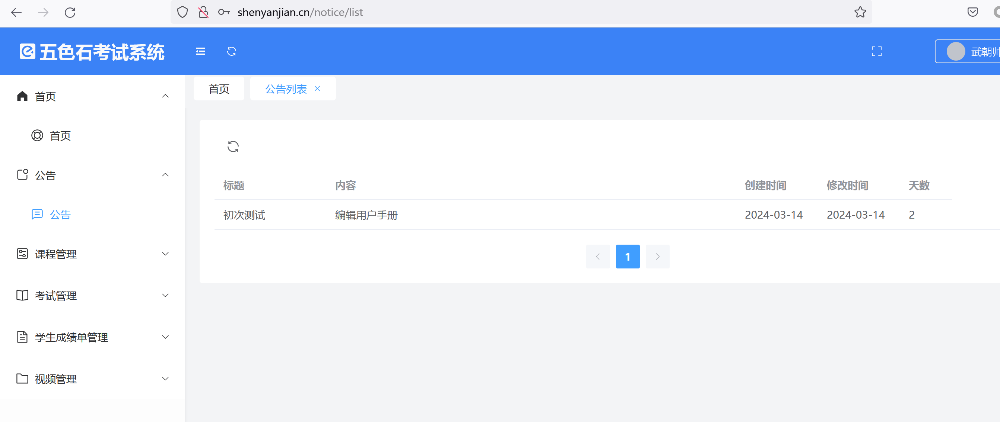 shenyanjian.cn/notice/list
五色石考试系统
武朝帅
首页
首页
公告
公告
课程管理
考试管理
学生成绩单管理
视频管理
首页 公告列表
标题 内容 创建时间 修改时间 天数
初次测试 编辑用户手册 2024-03-14 2024-03-14 2
1